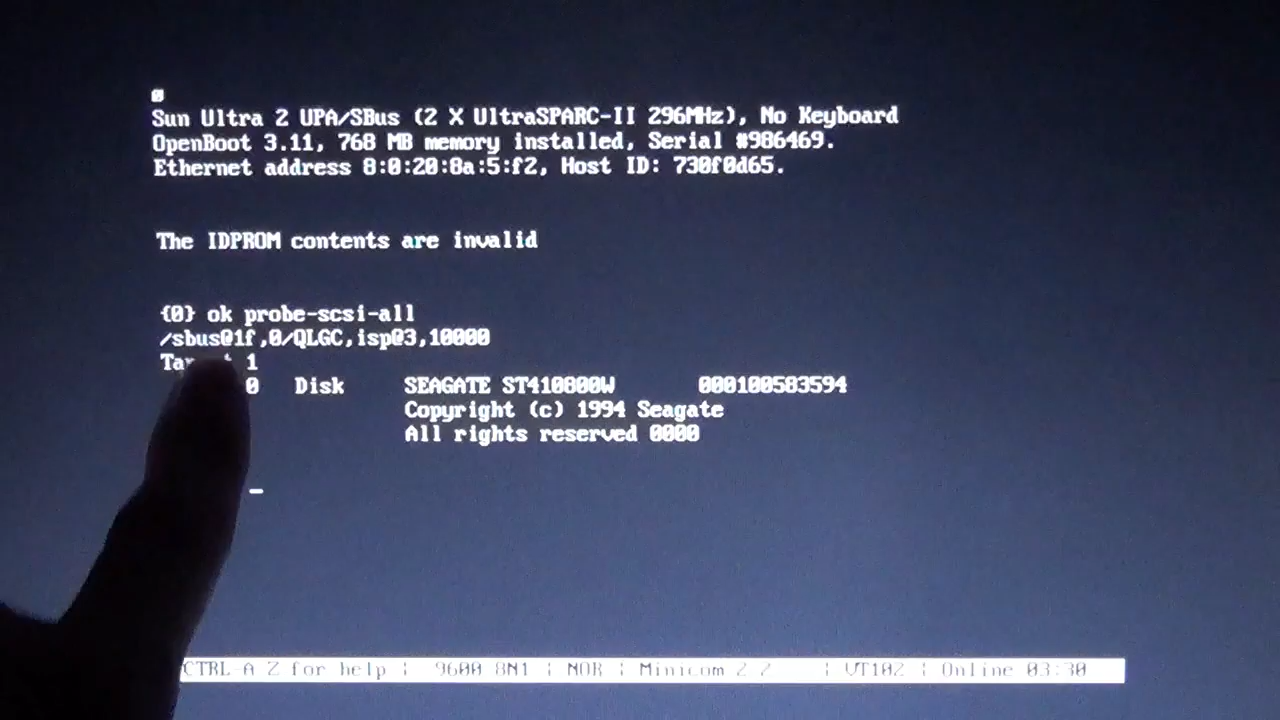 0
Sun Ultra 2 UPA/SBus (2 X UltraSPARC-II 296MHz), No Keyboard
OpenBoot 3.11, 768 MB memory installed, Serial #986469.
Ethernet address 8:0:20:8a:5:f2, Host ID: 730f0d65.
The IDPROM contents are invalid
{0} ok probe-scsi-all
/sbus@1f,0/QLGC,isp@3,10000
1
0 Disk SEAGATE ST410800W 000100583594
Copyright (c) 1994 Seagate
All rights reserved 0000
CTRL-A Z for help | 9600 8N1 | NOR | Minicom 2.7 | VT102 | Online 03:30